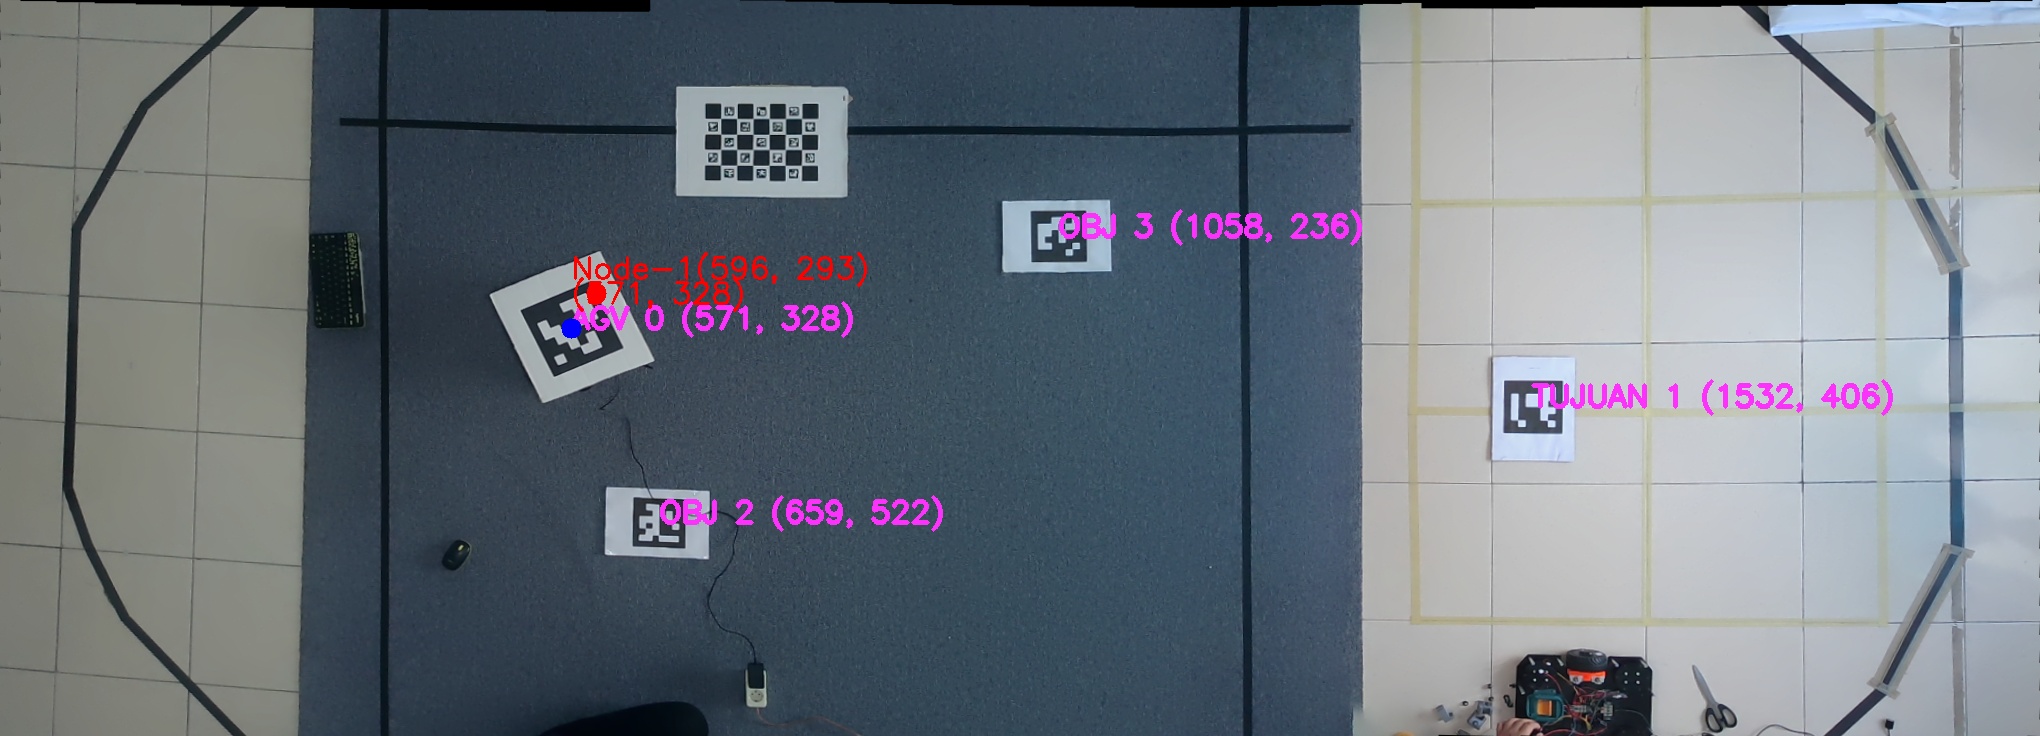 OBJ 3 (1058, 236)
Node-1(596, 293)
(571, 328)
AGV 0 (571, 328)
TUJUAN 1 (1532, 406)
OBJ 2 (659, 522)